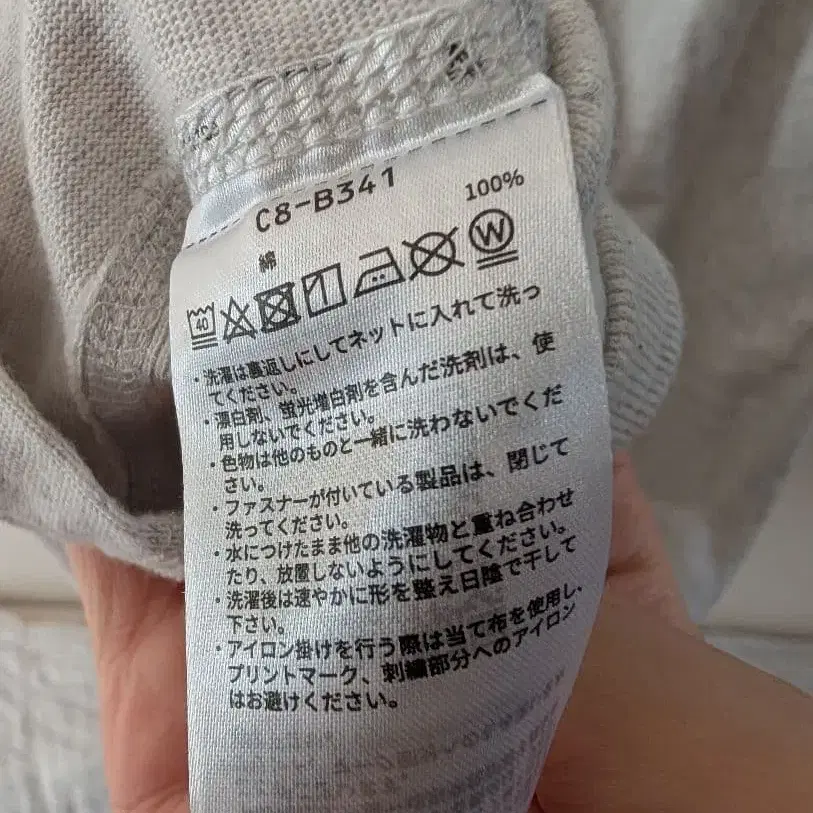 C8-B341
綿 100%
40
W
・洗濯は裏返しにしてネットに入れて洗っ
てください。
・漂白剤、蛍光増白剤を含んだ洗剤は、使
用しないでください。
・色物は他のものと一緒に洗わないでくだ
さい。
・ファスナーが付いている製品は、閉じて
洗ってください。
・水につけたまま他の洗濯物と重ね合わせ
たり、放置しないようにしてください。
・洗濯後は速やかに形を整え日陰で干して
下さい。
・アイロン掛けを行う際は当て布を使用し、
プリントマーク、刺繍部分へのアイロン
はお避けください。